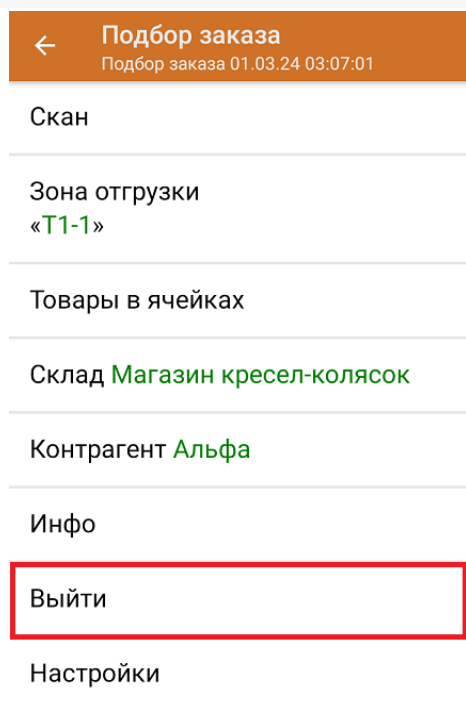 Подбор заказа
Подбор заказа 01.03.24 03:07:01
Скан
Зона отгрузки
«Т1-1»
Товары в ячейках
Склад Магазин кресел-колясок
Контрагент Альфа
Инфо
Выйти
Настройки